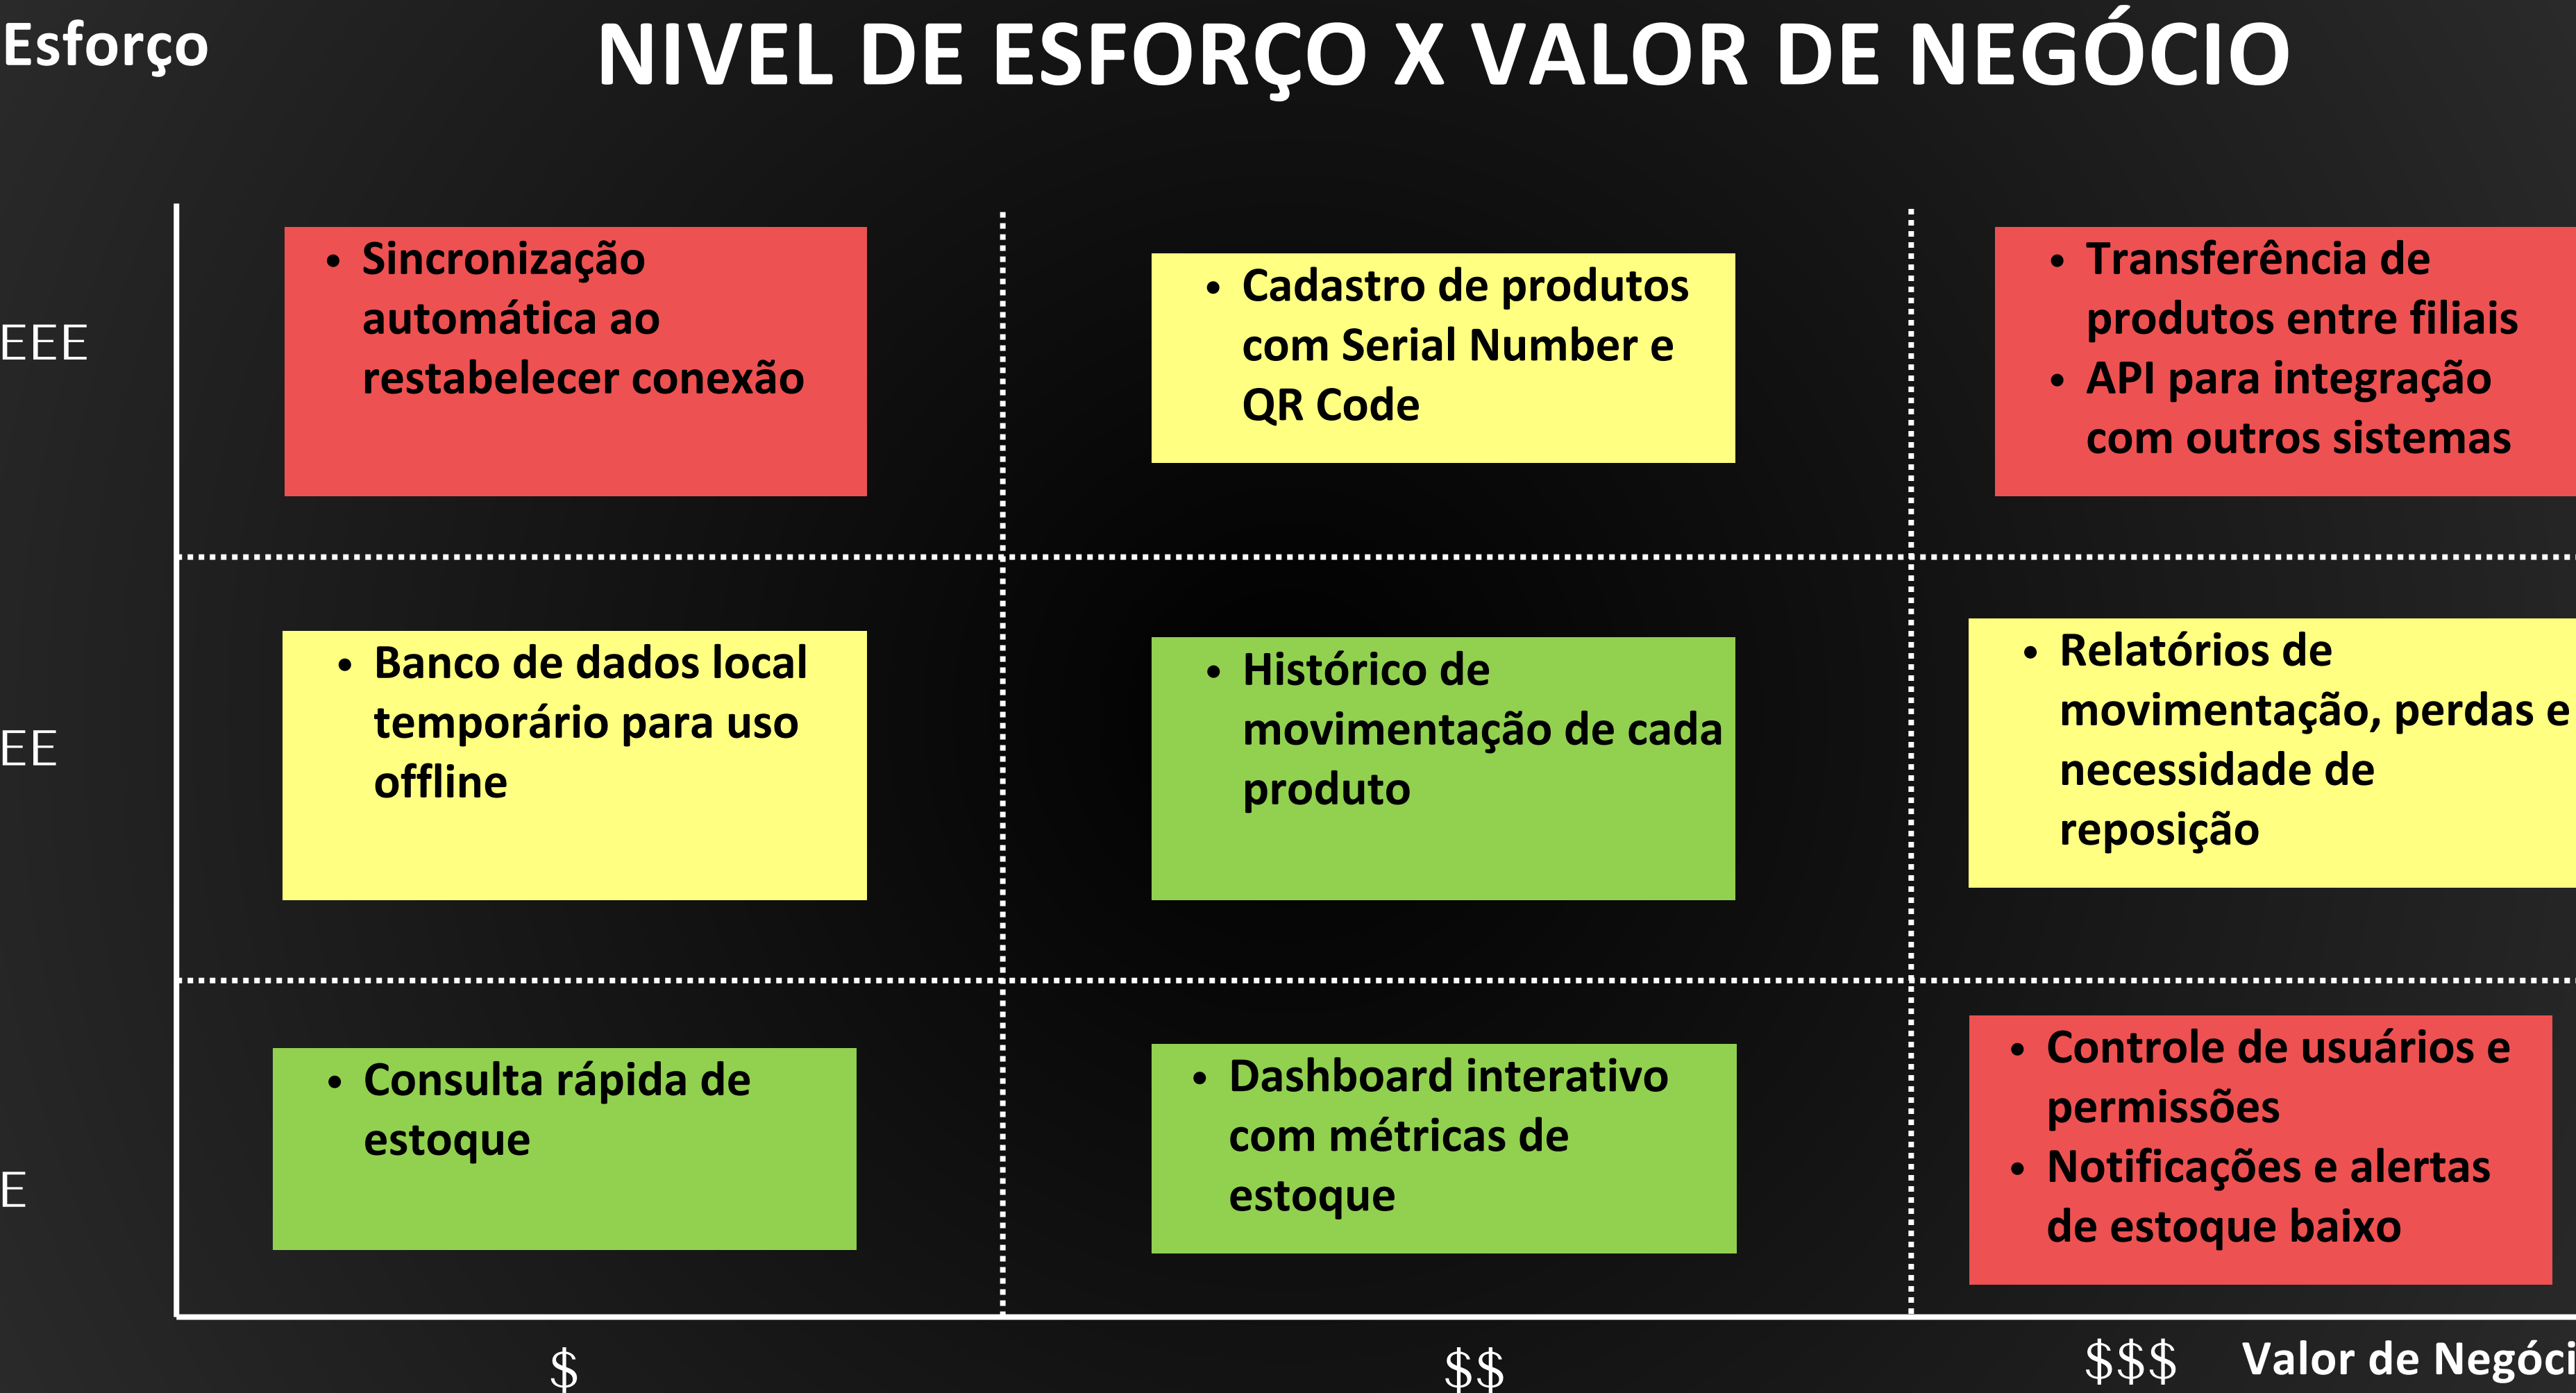 Esforço
NIVEL DE ESFORÇO X VALOR DE NEGÓCIO
EEE
• Sincronização
automática ao
restabelecer conexão
• Cadastro de produtos
com Serial Number e
QR Code
• Transferência de
produtos entre filiais
• API para integração
com outros sistemas
EE
• Banco de dados local
temporário para uso
offline
• Histórico de
movimentação de cada
produto
• Relatórios de
movimentação, perdas e
necessidade de
reposição
E
• Consulta rápida de
estoque
• Dashboard interativo
com métricas de
estoque
• Controle de usuários e
permissões
• Notificações e alertas
de estoque baixo
$
$$
$$$
Valor de Negóci